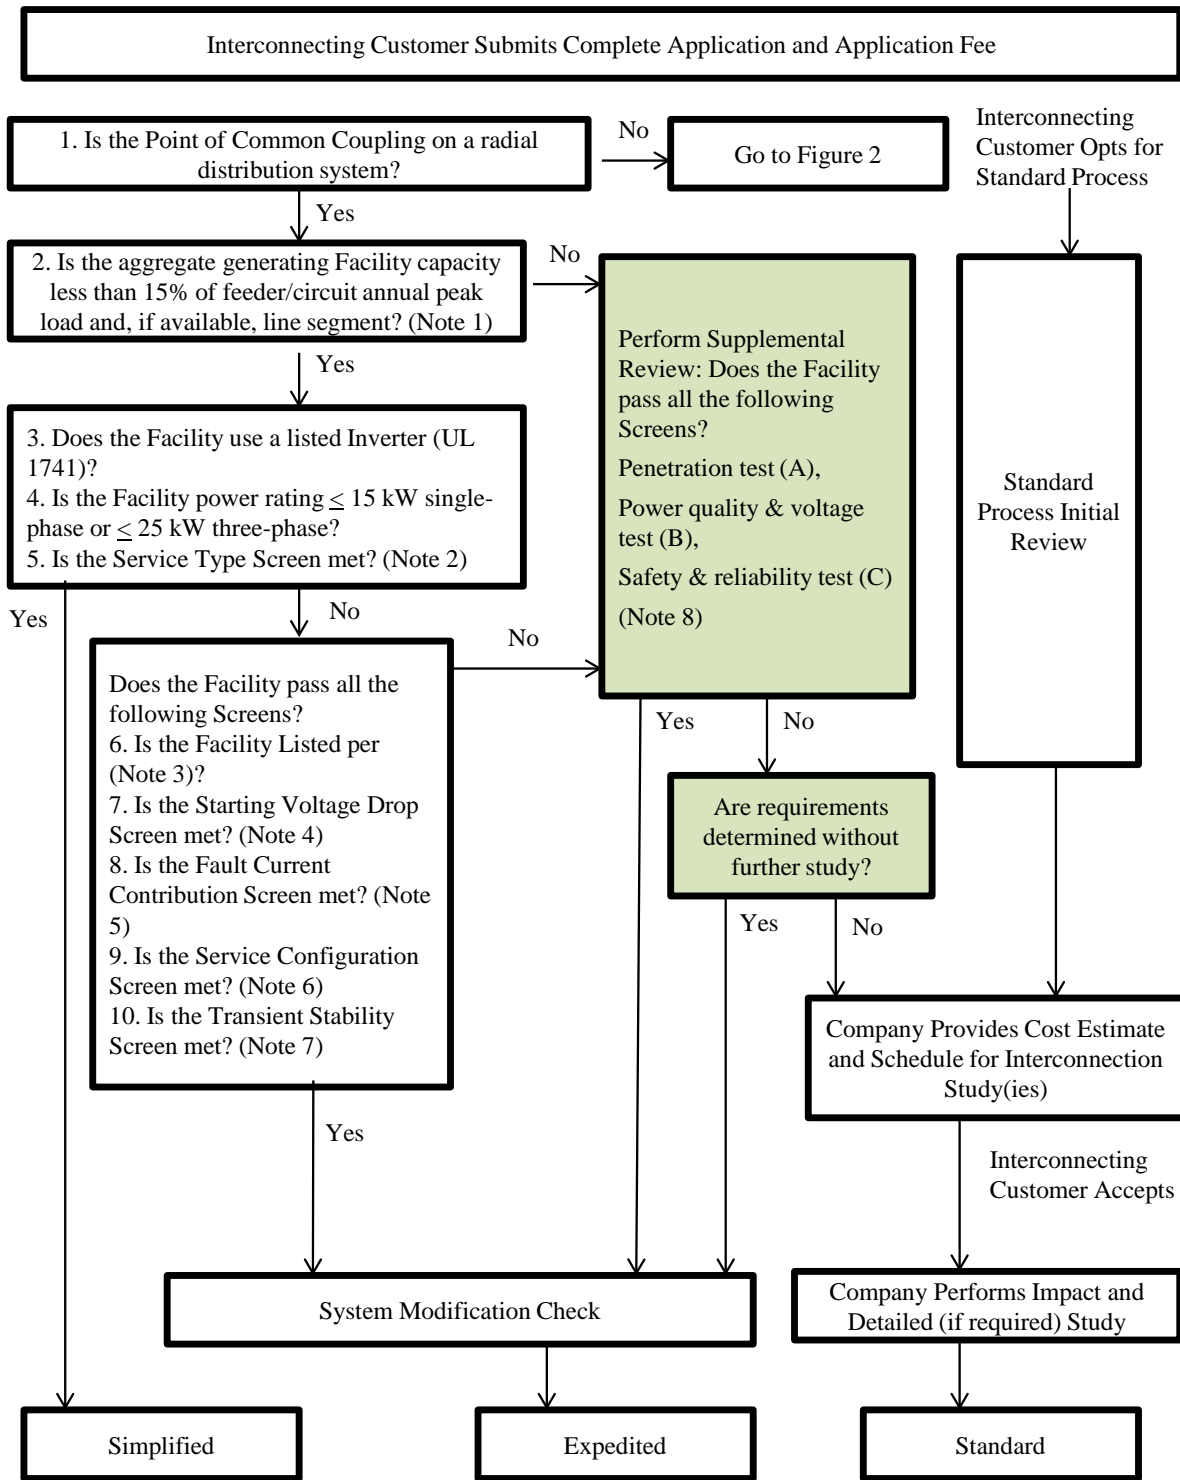 Interconnecting Customer Submits Complete Application and Application Fee
1. Is the Point of Common Coupling on a radial
distribution system?
No
Go to Figure 2
Interconnecting
Customer Opts for
Standard Process
Yes
2. Is the aggregate generating Facility capacity
less than 15% of feeder/circuit annual peak
load and, if available, line segment? (Note 1)
No
Yes
Perform Supplemental
Review: Does the Facility
pass all the following
Screens?
Penetration test (A),
Power quality & voltage
test (B),
Safety & reliability test (C)
(Note 8)
Standard
Process Initial
Review
3. Does the Facility use a listed Inverter (UL
1741)?
4. Is the Facility power rating ≤ 15 kW single-
phase or ≤ 25 kW three-phase?
5. Is the Service Type Screen met? (Note 2)
Yes
No
No
Does the Facility pass all the
following Screens?
6. Is the Facility Listed per
(Note 3)?
7. Is the Starting Voltage Drop
Screen met? (Note 4)
8. Is the Fault Current
Contribution Screen met? (Note
5)
9. Is the Service Configuration
Screen met? (Note 6)
10. Is the Transient Stability
Screen met? (Note 7)
Yes
No
Are requirements
determined without
further study?
Yes
No
Company Provides Cost Estimate
and Schedule for Interconnection
Study(ies)
Yes
Interconnecting
Customer Accepts
System Modification Check
Company Performs Impact and
Detailed (if required) Study
Simplified
Expedited
Standard